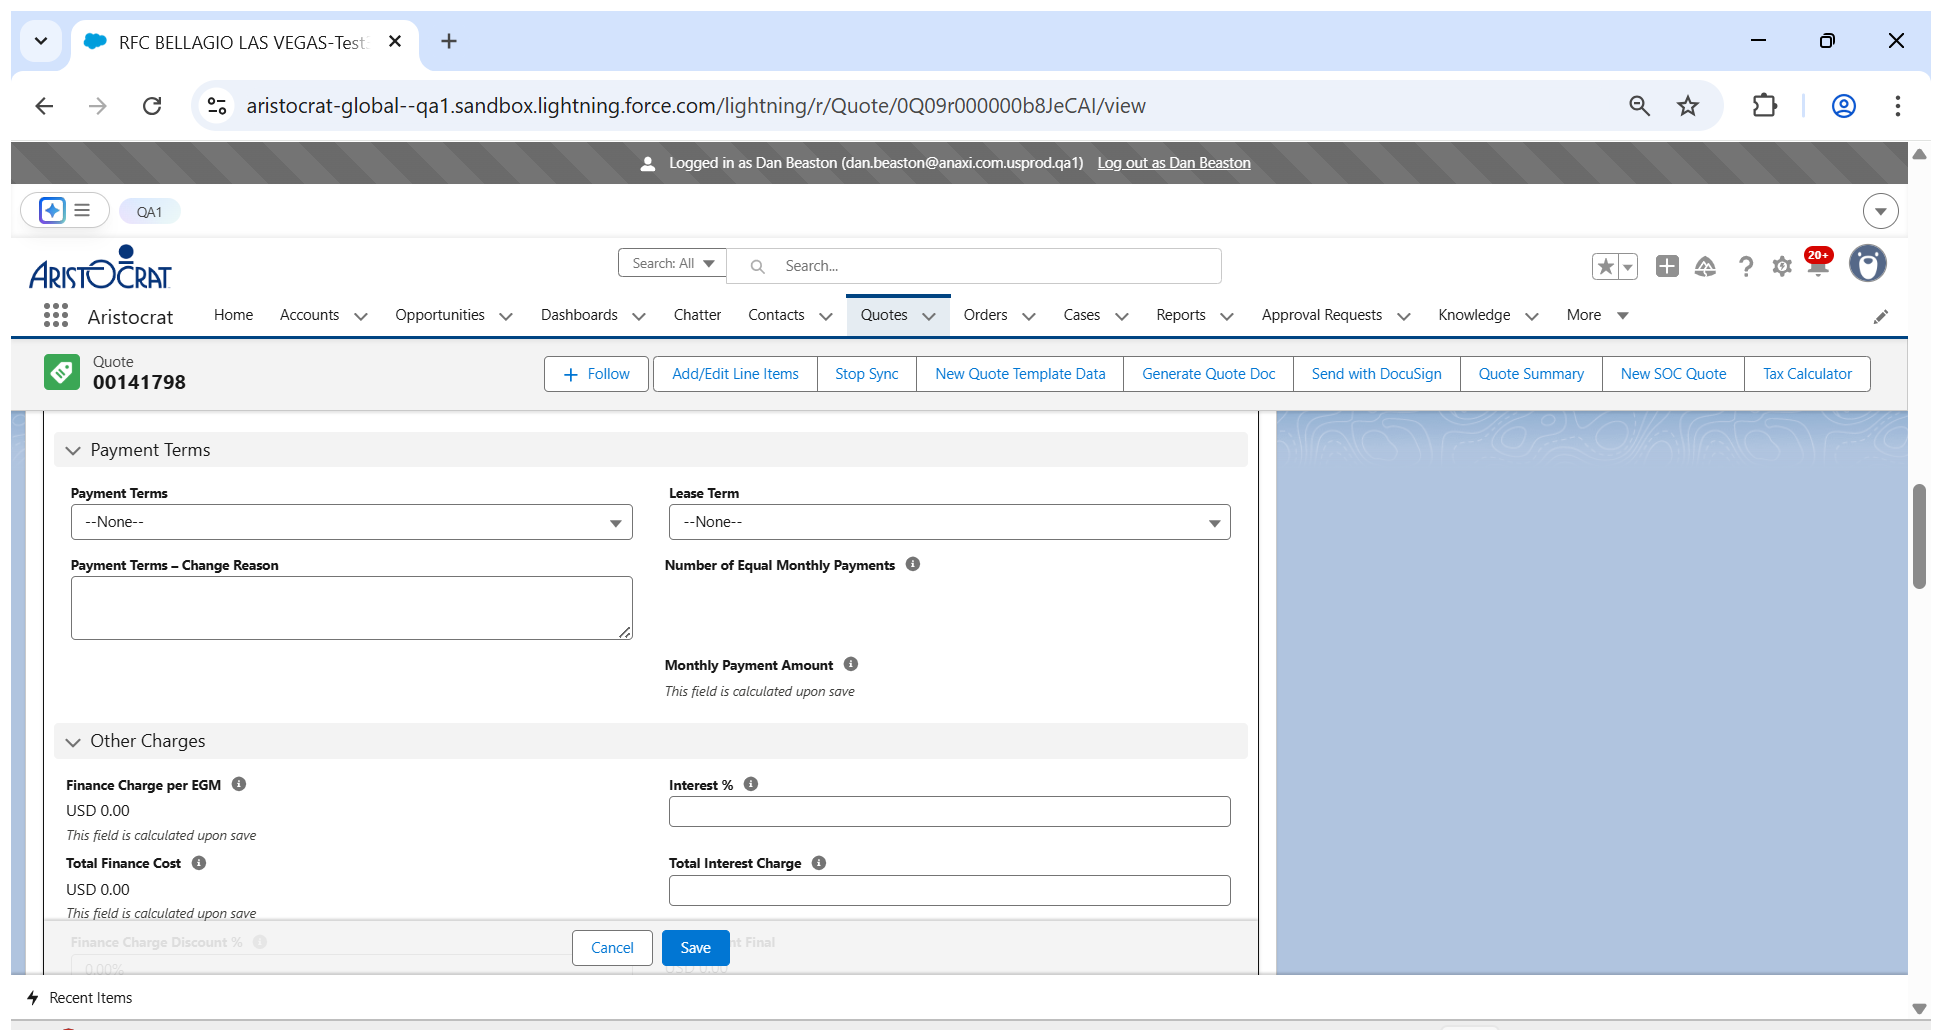 RFC BELLAGIO LAS VEGAS-Test
aristocrat-global--qa1.sandbox.lightning.force.com/lightning/r/Quote/0Q09r000000b8JeCAI/view
Logged in as Dan Beaston (dan.beaston@anaxi.com.usprod.qa1) Log out as Dan Beaston
QA1
ARISTOCRAT
Search: All
Search...
20+
Aristocrat
Home Accounts Opportunities Dashboards Chatter Contacts Quotes Orders Cases Reports Approval Requests Knowledge More
Quote
00141798
Follow Add/Edit Line Items Stop Sync New Quote Template Data Generate Quote Doc Send with DocuSign Quote Summary New SOC Quote Tax Calculator
Payment Terms
Payment Terms Lease Term
--None-- --None--
Payment Terms – Change Reason Number of Equal Monthly Payments
Monthly Payment Amount
This field is calculated upon save
Other Charges
Finance Charge per EGM Interest %
USD 0.00
This field is calculated upon save
Total Finance Cost Total Interest Charge
USD 0.00
This field is calculated upon save
Finance Charge Discount % Final
0.00% USD 0.00
Cancel Save
Recent Items